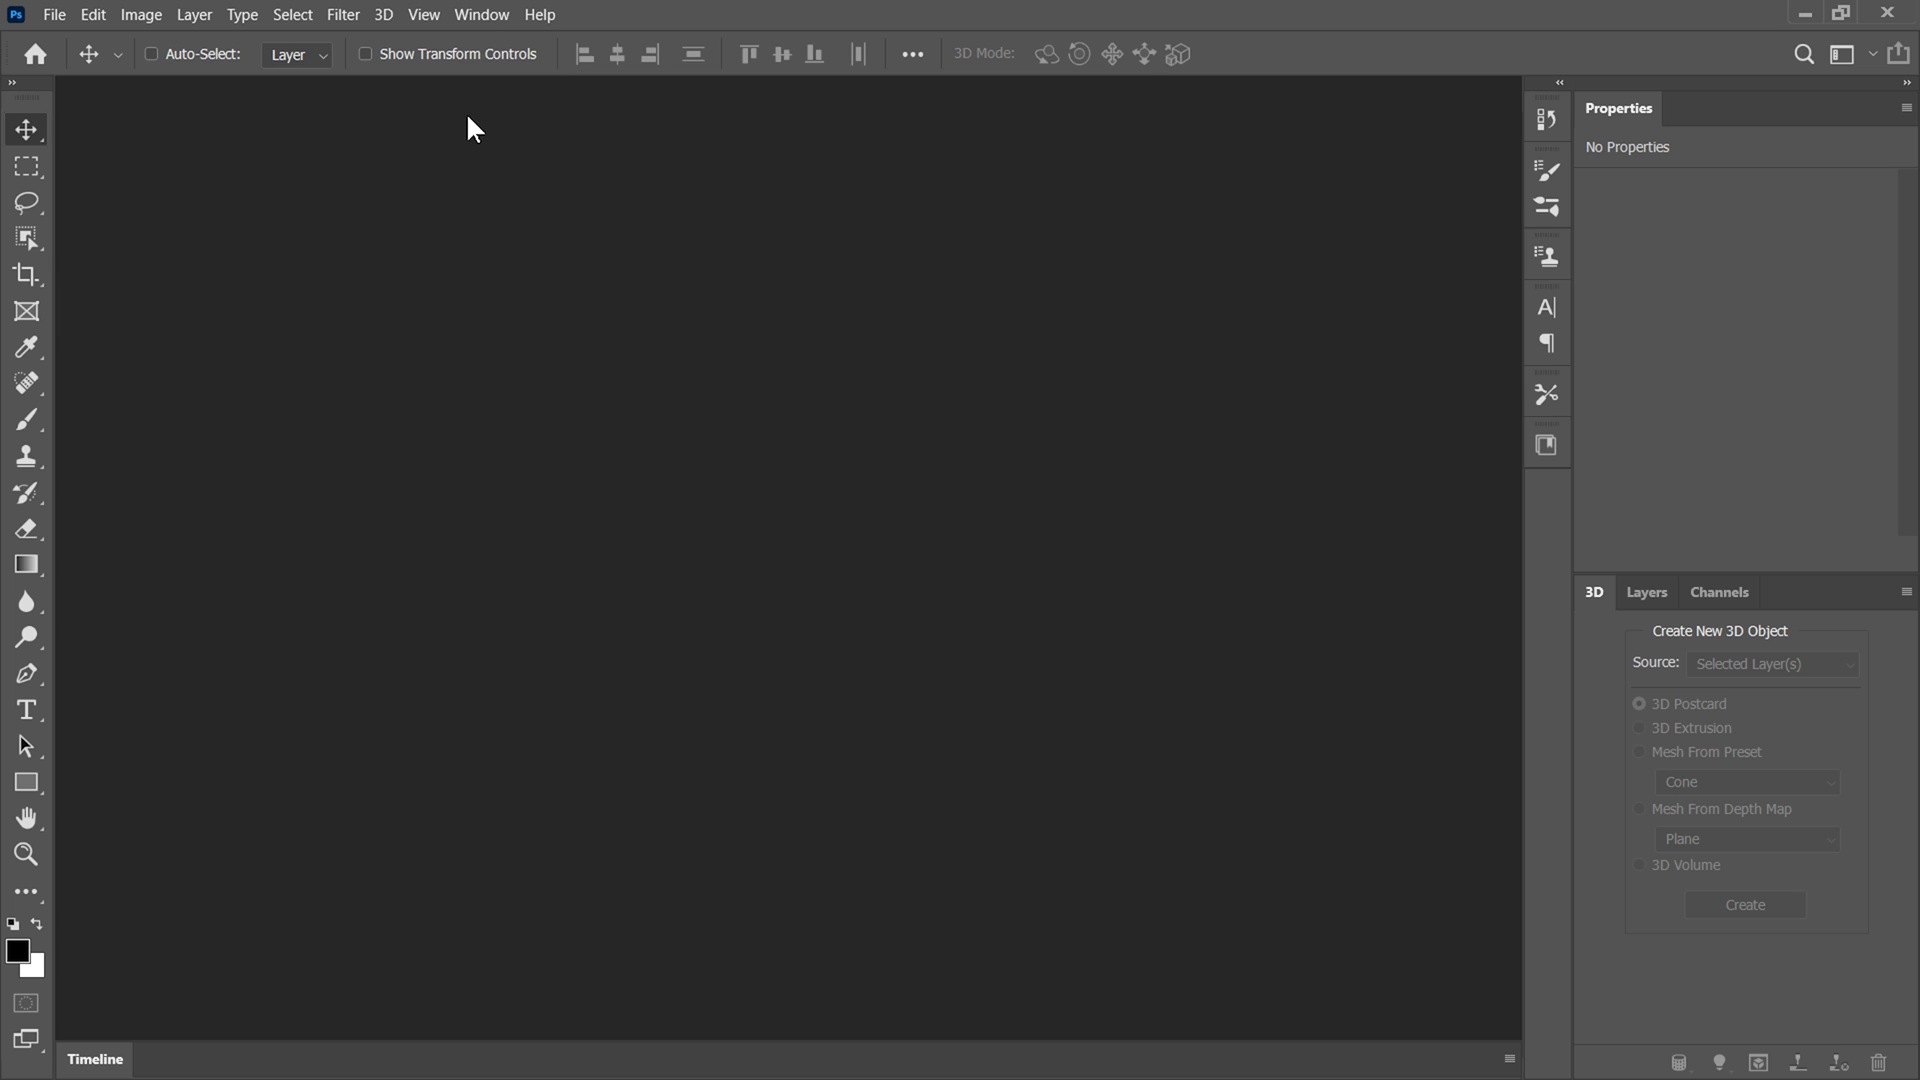 Ps File Edit Image Layer Type Select Filter 3D View Window Help
Auto-Select: Layer Show Transform Controls 3D Mode:
Properties
No Properties
3D Layers Channels
Create New 3D Object
Source: Selected Layer(s)
3D Postcard
3D Extrusion
Mesh From Preset
Cone
Mesh From Depth Map
Plane
3D Volume
Create
Timeline